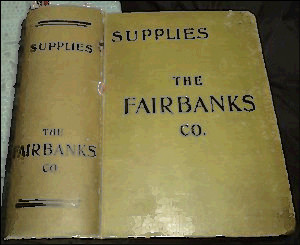 SUPPLIES
THE
FAIRBANKS
CO.
SUPPLIES
THE
FAIRBANKS
CO.